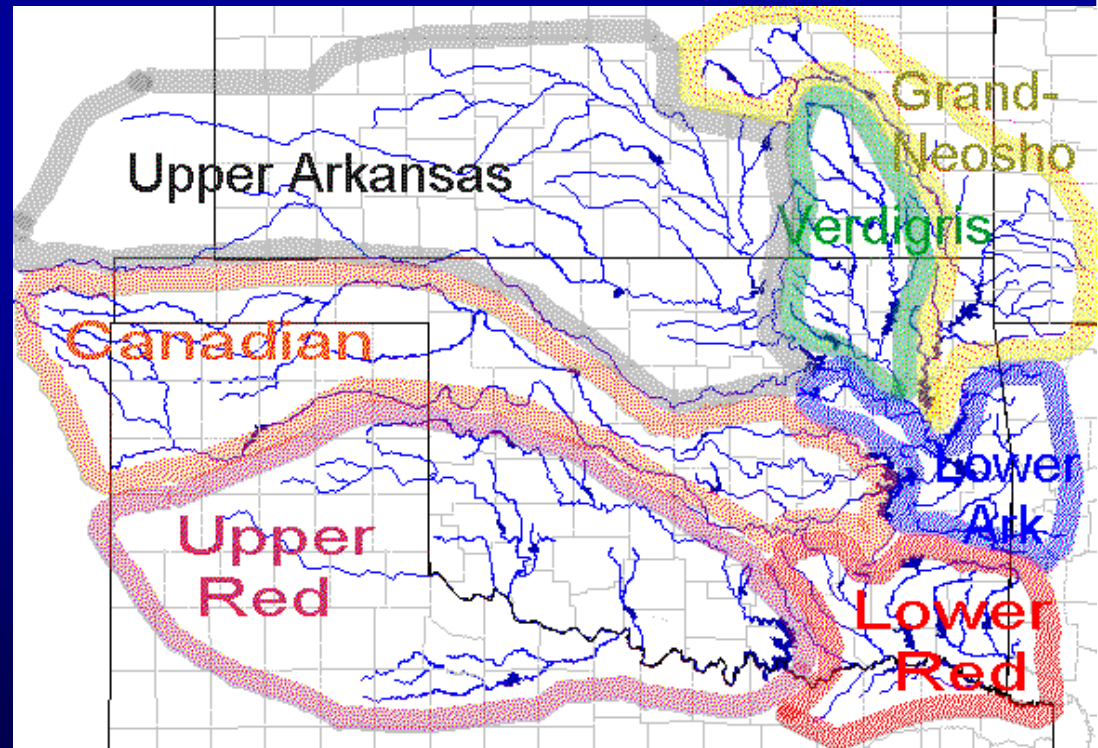 Grand-
Neosho
Upper Arkansas
Verdigris
Canadian
Lower
Ark
Upper
Red
Lower
Red